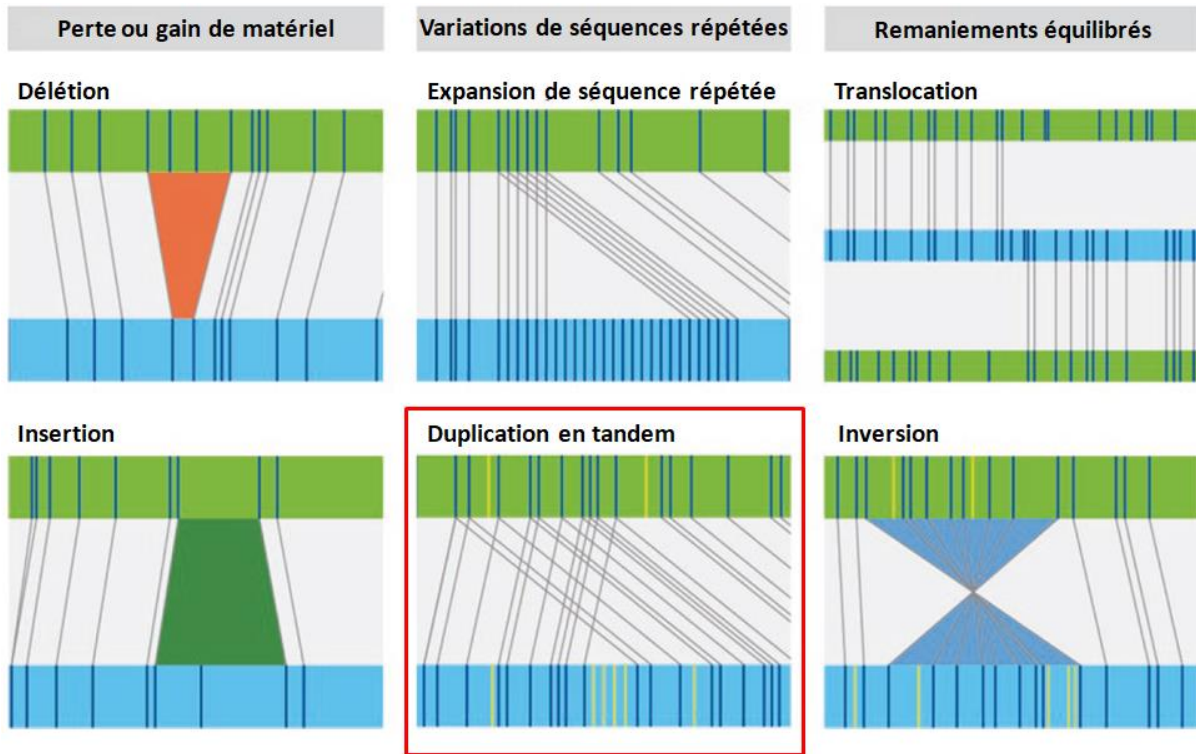 Perte ou gain de matériel
Variations de séquences répétées
Remaniements équilibrés
Délétion
Expansion de séquence répétée
Translocation
Insertion
Duplication en tandem
Inversion